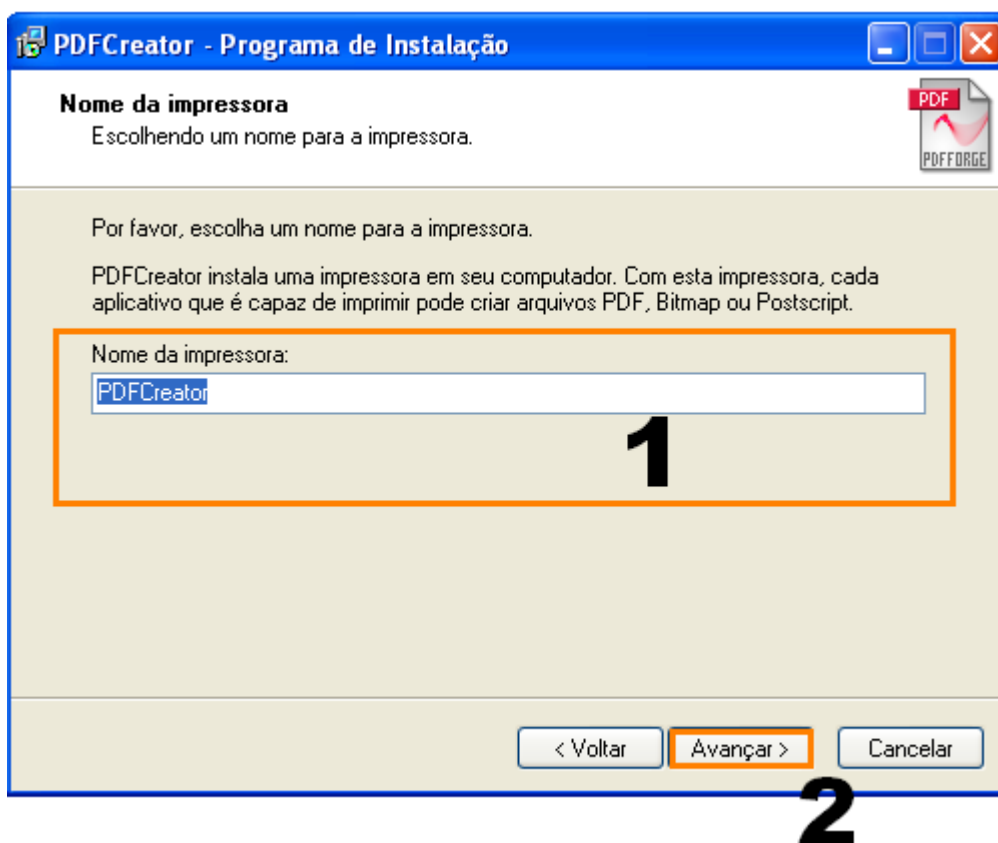 PDFCreator - Programa de Instalação
Nome da impressora
Escolhendo um nome para a impressora.
PDF
PDFFORGE
Por favor, escolha um nome para a impressora.
PDFCreator instala uma impressora em seu computador. Com esta impressora, cada
aplicativo que é capaz de imprimir pode criar arquivos PDF, Bitmap ou Postscript.
Nome da impressora:
PDFCreator
1
< Voltar Avançar > Cancelar
2